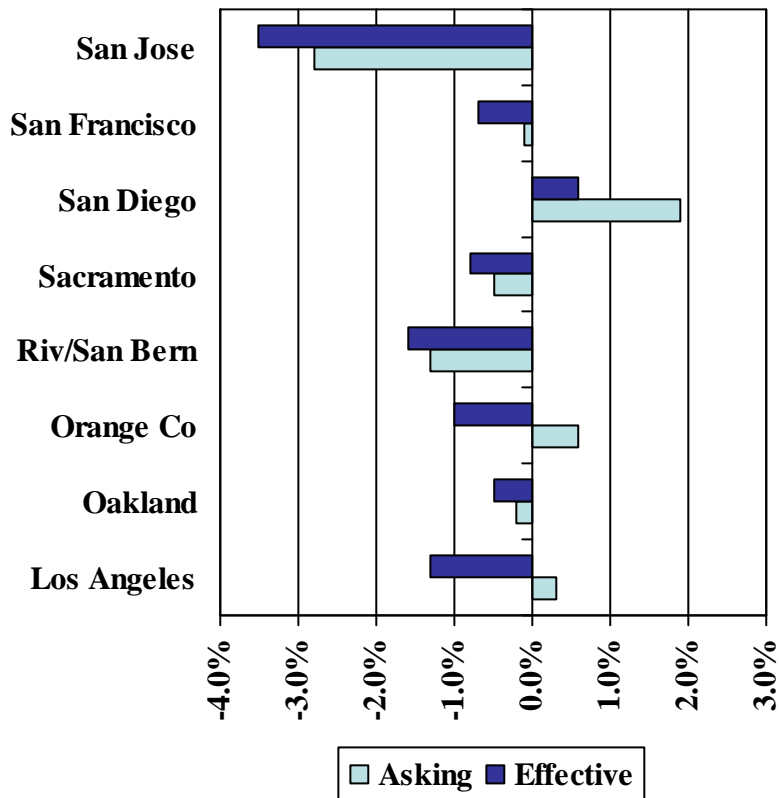 San Jose
San Francisco
San Diego
Sacramento
Riv/San Bern
Orange Co
Oakland
Los Angeles
-4.0%
-3.0%
-2.0%
-1.0%
0.0%
1.0%
2.0%
3.0%
Asking
Effective